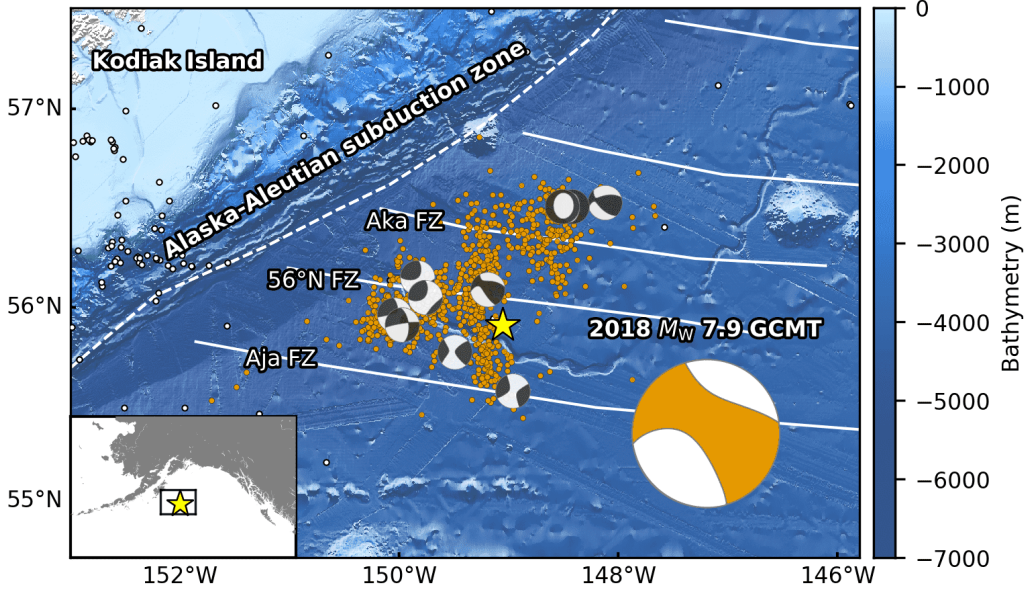 Kodiak Island
Alaska-Aleutian subduction zone
Aka FZ
56°N FZ
Aja FZ
2018 Mw 7.9 GCMT
57°N
56°N
55°N
152°W
150°W
148°W
146°W
0
−1000
−2000
−3000
−4000
−5000
−6000
−7000
Bathymetry (m)